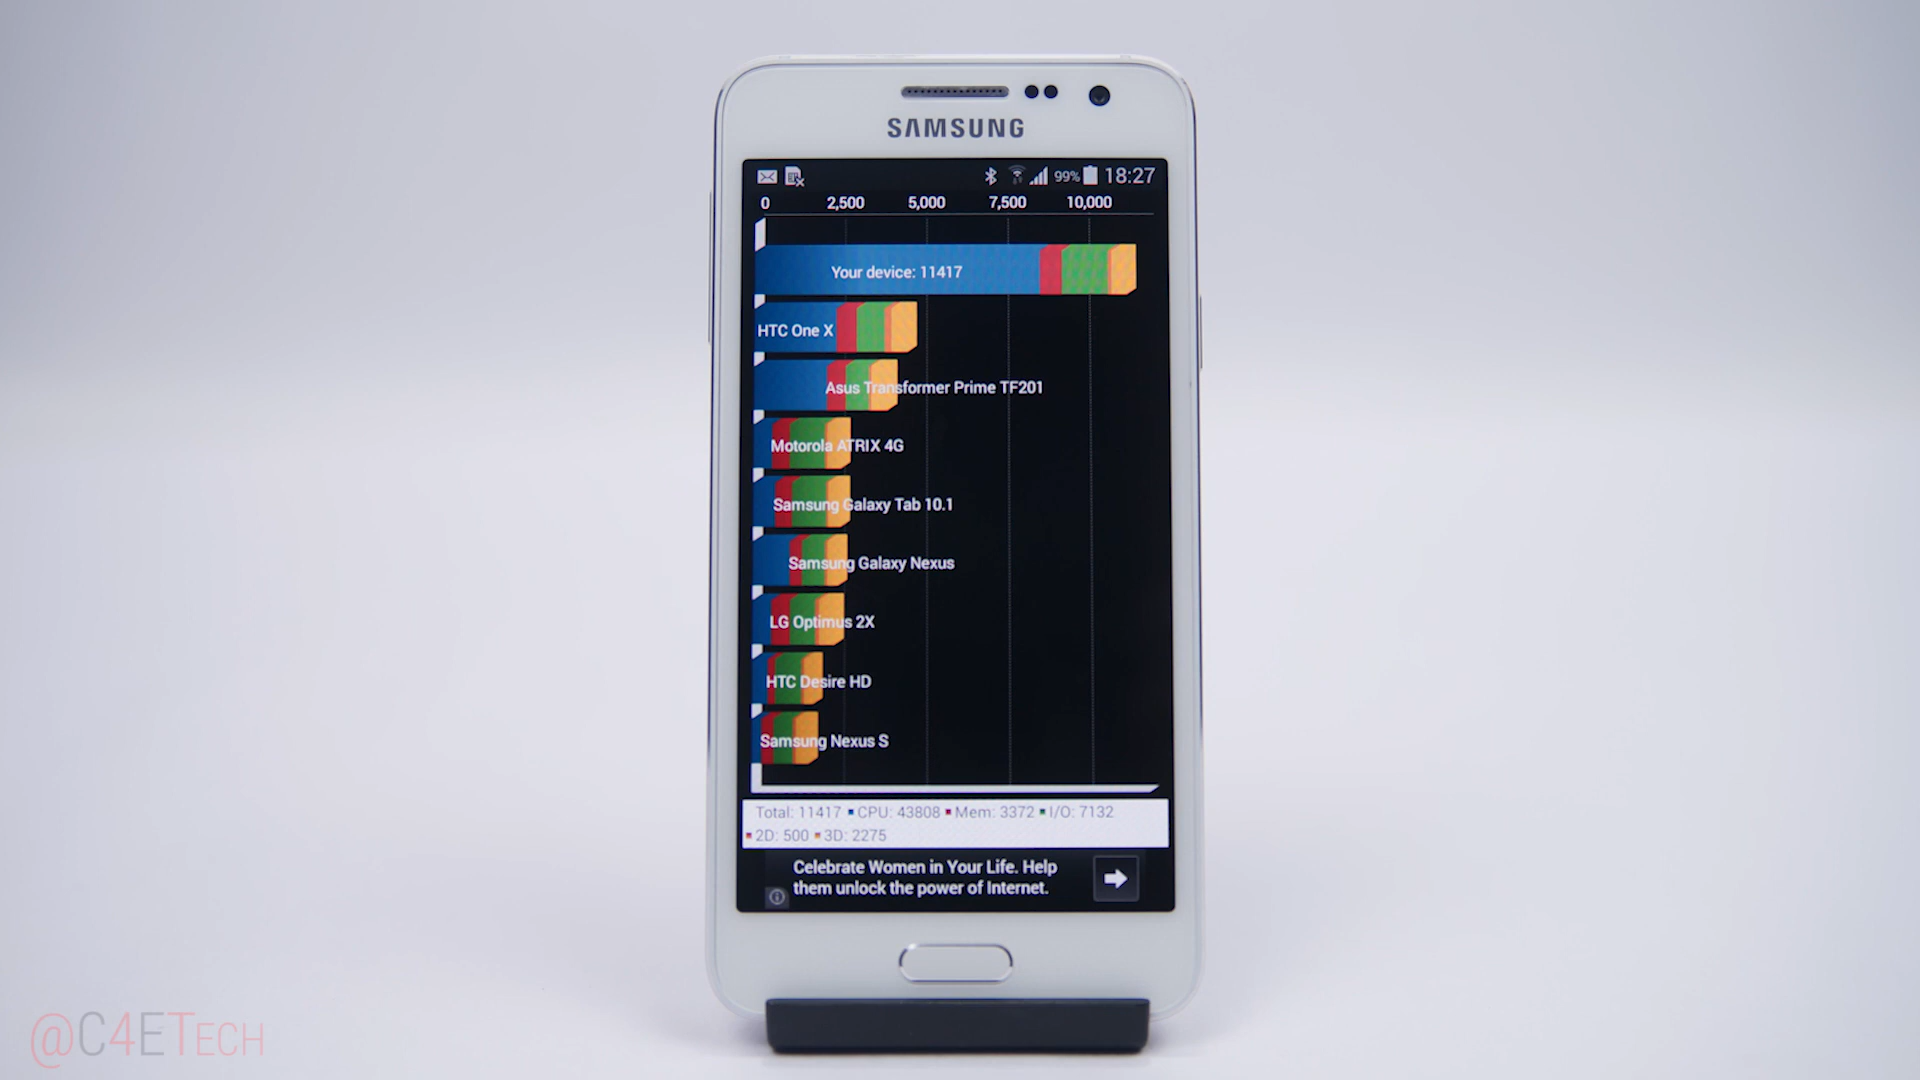 SAMSUNG
99% 18:27
0 2,500 5,000 7,500 10,000
Your device: 11417
HTC One X
Asus Transformer Prime TF201
Motorola ATRIX 4G
Samsung Galaxy Tab 10.1
Samsung Galaxy Nexus
LG Optimus 2X
HTC Desire HD
Samsung Nexus S
Total: 11417 CPU: 43808 Mem: 3372 I/O: 7132
2D: 500 3D: 2275
Celebrate Women in Your Life. Help
them unlock the power of Internet.
@C4ETECH